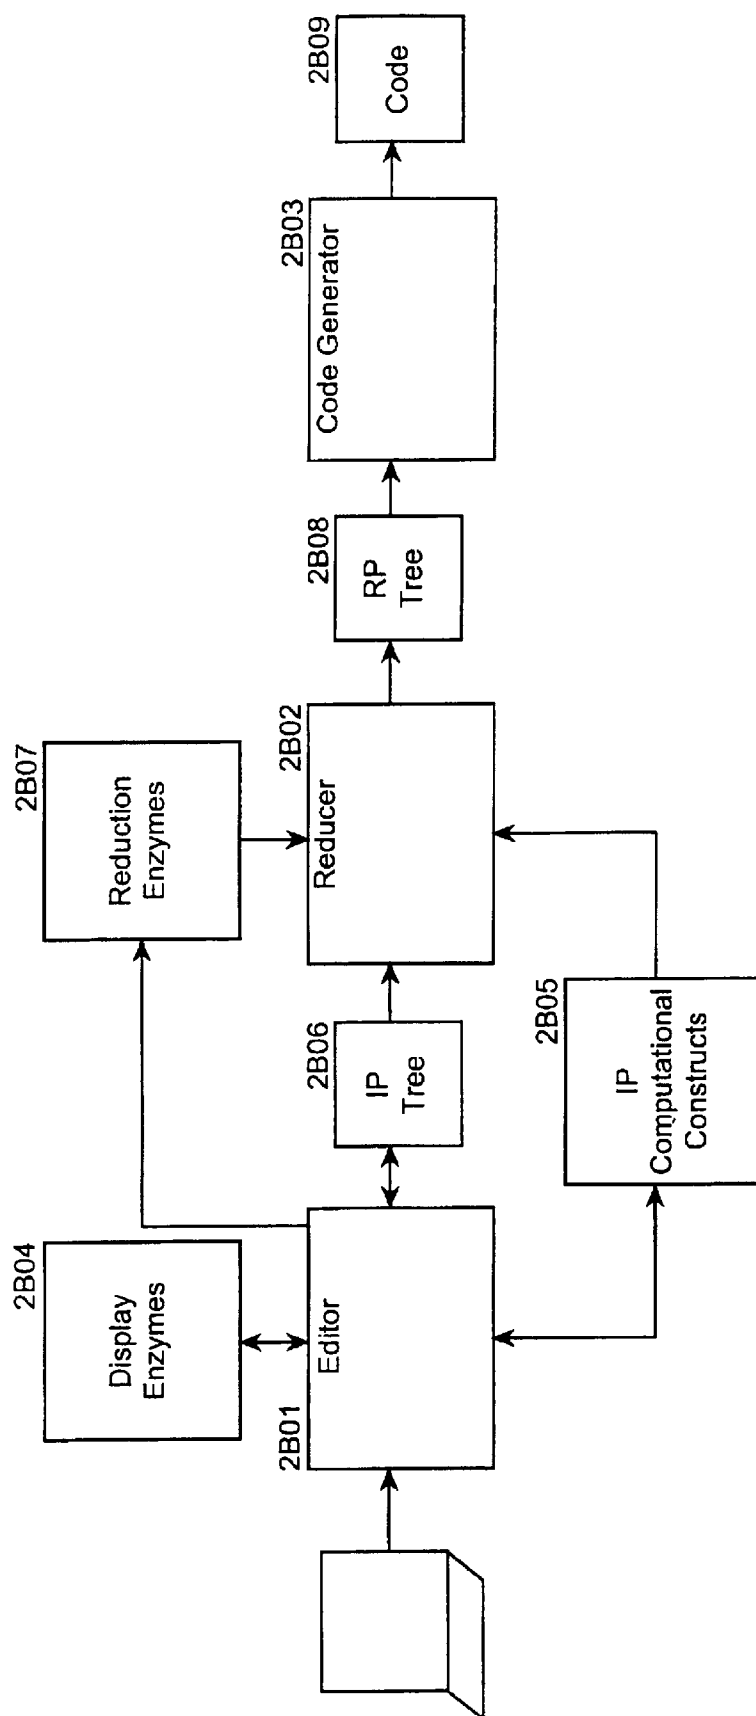 2B04
Display
Enzymes
2B07
Reduction
Enzymes
2B01
Editor
2B06
IP
Tree
2B02
Reducer
2B08
RP
Tree
2B03
Code Generator
2B09
Code
2B05
IP
Computational
Constructs